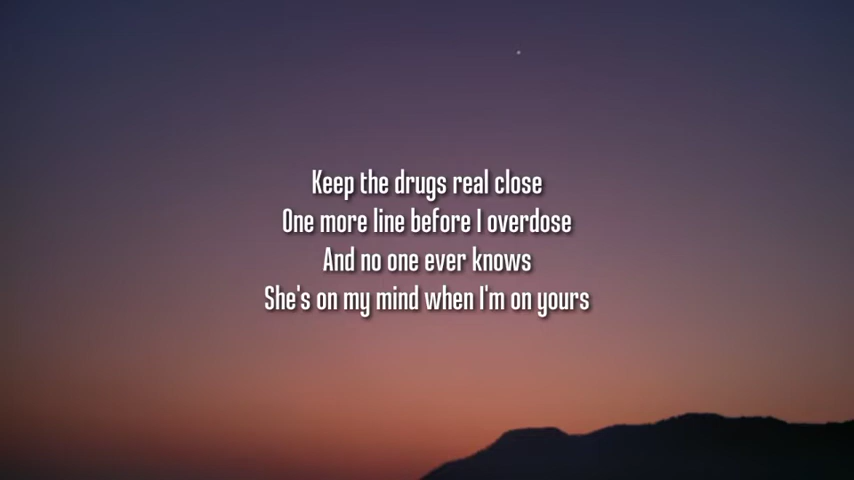 Keep the drugs real close
One more line before I overdose
And no one ever knows
She's on my mind when I'm on yours